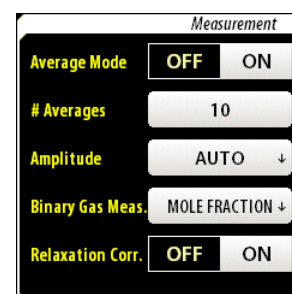 Measurement
Average Mode OFF ON
# Averages 10
Amplitude AUTO ↓
Binary Gas Meas. MOLE FRACTION ↓
Relaxation Corr. OFF ON